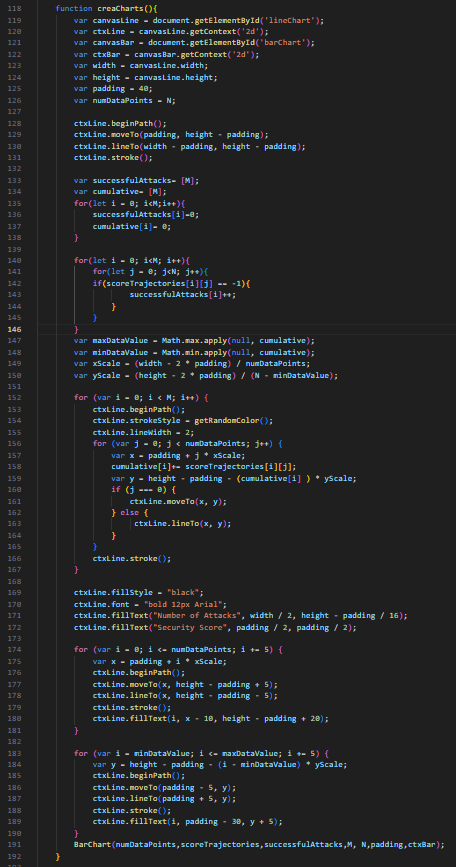 118 function creaCharts(){
119 var canvasLine = document.getElementById('lineChart');
120 var ctxLine = canvasLine.getContext('2d');
121 var canvasBar = document.getElementById('barChart');
122 var ctxBar = canvasBar.getContext('2d');
123 var width = canvasLine.width;
124 var height = canvasLine.height;
125 var padding = 40;
126 var numDataPoints = N;
127
128 ctxLine.beginPath();
129 ctxLine.moveTo(padding, height - padding);
130 ctxLine.lineTo(width - padding, height - padding);
131 ctxLine.stroke();
132
133 var successfulAttacks= [M];
134 var cumulative= [M];
135 for(let i = 0; i<M;i++){
136 successfulAttacks[i]=0;
137 cumulative[i]= 0;
138 }
139
140 for(let i = 0; i<M; i++){
141 for(let j = 0; j<N; j++){
142 if(scoreTrajectories[i][j] == -1){
143 successfulAttacks[i]++;
144 }
145 }
146 }
147 var maxDataValue = Math.max.apply(null, cumulative);
148 var minDataValue = Math.min.apply(null, cumulative);
149 var xScale = (width - 2 * padding) / numDataPoints;
150 var yScale = (height - 2 * padding) / (N - minDataValue);
151
152 for (var i = 0; i < M; i++) {
153 ctxLine.beginPath();
154 ctxLine.strokeStyle = getRandomColor();
155 ctxLine.lineWidth = 2;
156 for (var j = 0; j < numDataPoints; j++) {
157 var x = padding + j * xScale;
158 cumulative[i]+= scoreTrajectories[i][j];
159 var y = height - padding - (cumulative[i] ) * yScale;
160 if (j === 0) {
161 ctxLine.moveTo(x, y);
162 } else {
163 ctxLine.lineTo(x, y);
164 }
165 }
166 ctxLine.stroke();
167 }
168
169 ctxLine.fillStyle = "black";
170 ctxLine.font = "bold 12px Arial";
171 ctxLine.fillText("Number of Attacks", width / 2, height - padding / 16);
172 ctxLine.fillText("Security Score", padding / 2, padding / 2);
173
174 for (var i = 0; i <= numDataPoints; i += 5) {
175 var x = padding + i * xScale;
176 ctxLine.beginPath();
177 ctxLine.moveTo(x, height - padding + 5);
178 ctxLine.lineTo(x, height - padding - 5);
179 ctxLine.stroke();
180 ctxLine.fillText(i, x - 10, height - padding + 20);
181 }
182
183 for (var i = minDataValue; i <= maxDataValue; i += 5) {
184 var y = height - padding - (i - minDataValue) * yScale;
185 ctxLine.beginPath();
186 ctxLine.moveTo(padding - 5, y);
187 ctxLine.lineTo(padding + 5, y);
188 ctxLine.stroke();
189 ctxLine.fillText(i, padding - 30, y + 5);
190 }
191 BarChart(numDataPoints,scoreTrajectories,successfulAttacks,M, N,padding,ctxBar);
192 }